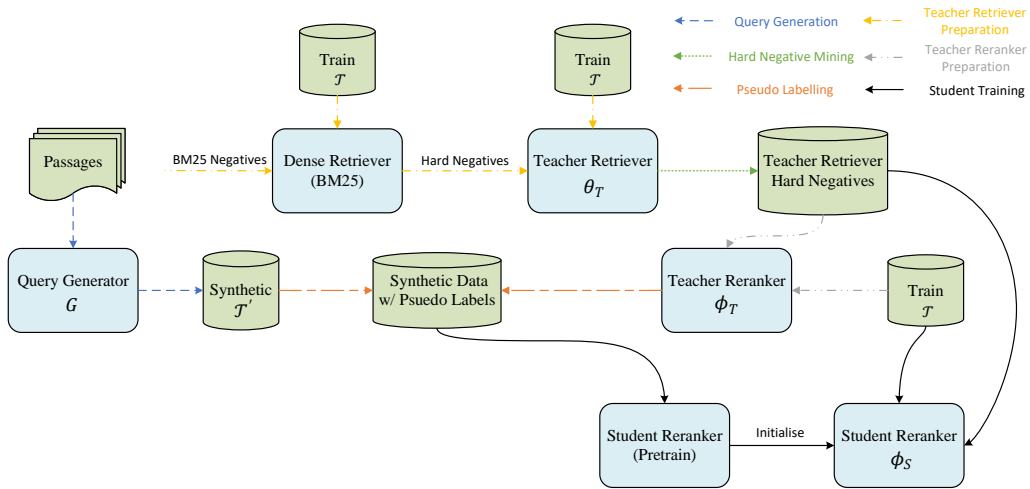 Query Generation
Teacher Retriever
Preparation
Hard Negative Mining
Teacher Reranker
Preparation
Pseudo Labelling
Student Training
Train
𝒯
Train
𝒯
Passages
BM25 Negatives
Dense Retriever
(BM25)
Hard Negatives
Teacher Retriever
θ_T
Teacher Retriever
Hard Negatives
Query Generator
G
Synthetic
𝒯′
Synthetic Data
w/ Psuedo Labels
Teacher Reranker
ϕ_T
Train
𝒯
Student Reranker
(Pretrain)
Initialise
Student Reranker
ϕ_S